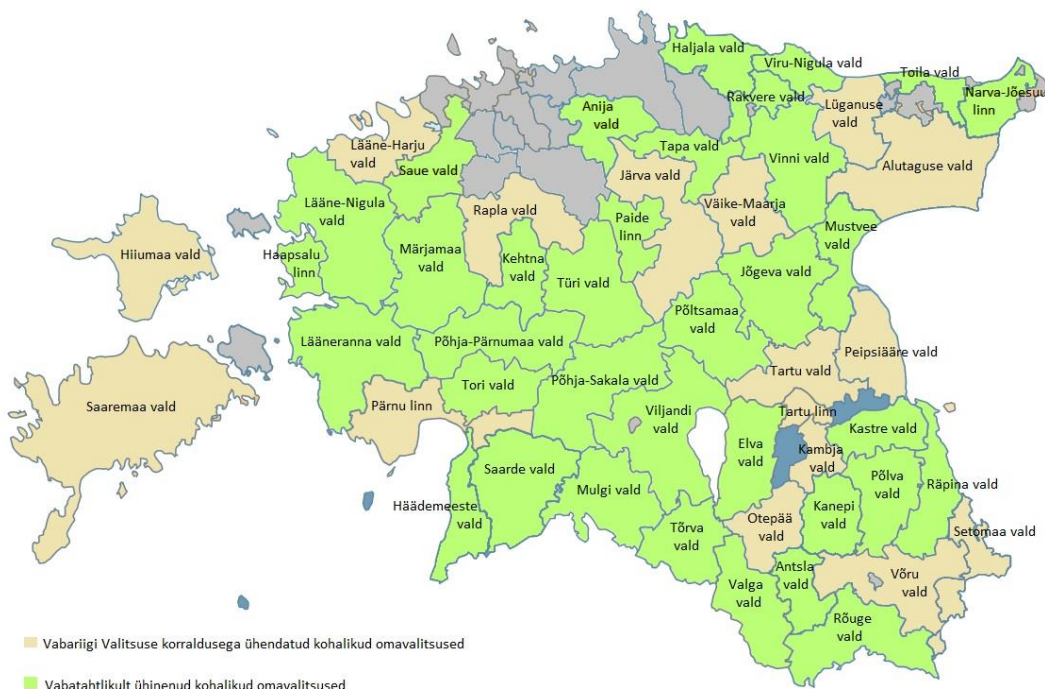 Haljala vald
Viru-Nigula vald
Toila vald
Narva-Jõesuu
linn
Rakvere vald
Lüganuse
vald
Anija
vald
Lääne-Harju
vald
Saue vald
Tapa vald
Vinni vald
Alutaguse vald
Järva vald
Väike-Maarja
vald
Lääne-Nigula
vald
Rapla vald
Paide
linn
Mustvee
vald
Hiiumaa vald
Haapsalu
linn
Märjamaa
vald
Kehtna
vald
Türi vald
Jõgeva vald
Põltsamaa
vald
Lääneranna vald
Põhja-Pärnumaa vald
Peipsiääre vald
Tartu vald
Saaremaa vald
Pärnu linn
Tori vald
Põhja-Sakala vald
Viljandi
vald
Tartu linn
Elva
vald
Kambja
vald
Kastre vald
Häädemeeste
vald
Saarde vald
Mulgi vald
Põlva
vald
Räpina vald
Kanepi
vald
Otepää
vald
Tõrva
vald
Setomaa vald
Võru
vald
Antsla
vald
Valga
vald
Rõuge
vald
Vabariigi Valitsuse korraldusega ühendatud kohalikud omavalitsused
Vabatahtlikult ühinenud kohalikud omavalitsused